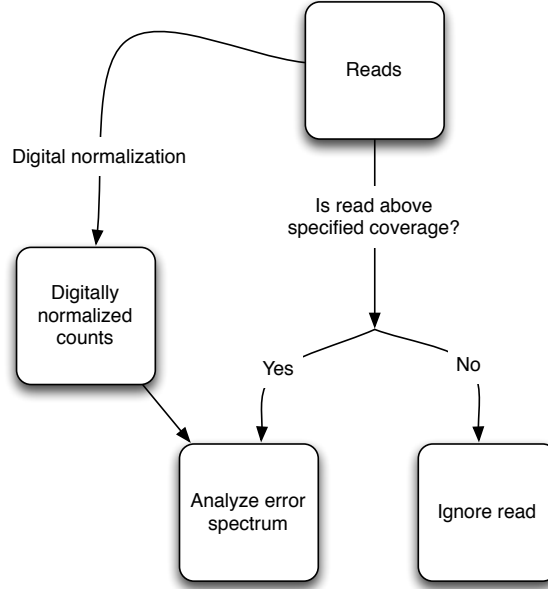 Reads
Digital normalization
Is read above
specified coverage?
Digitally
normalized
counts
Yes
No
Analyze error
spectrum
Ignore read